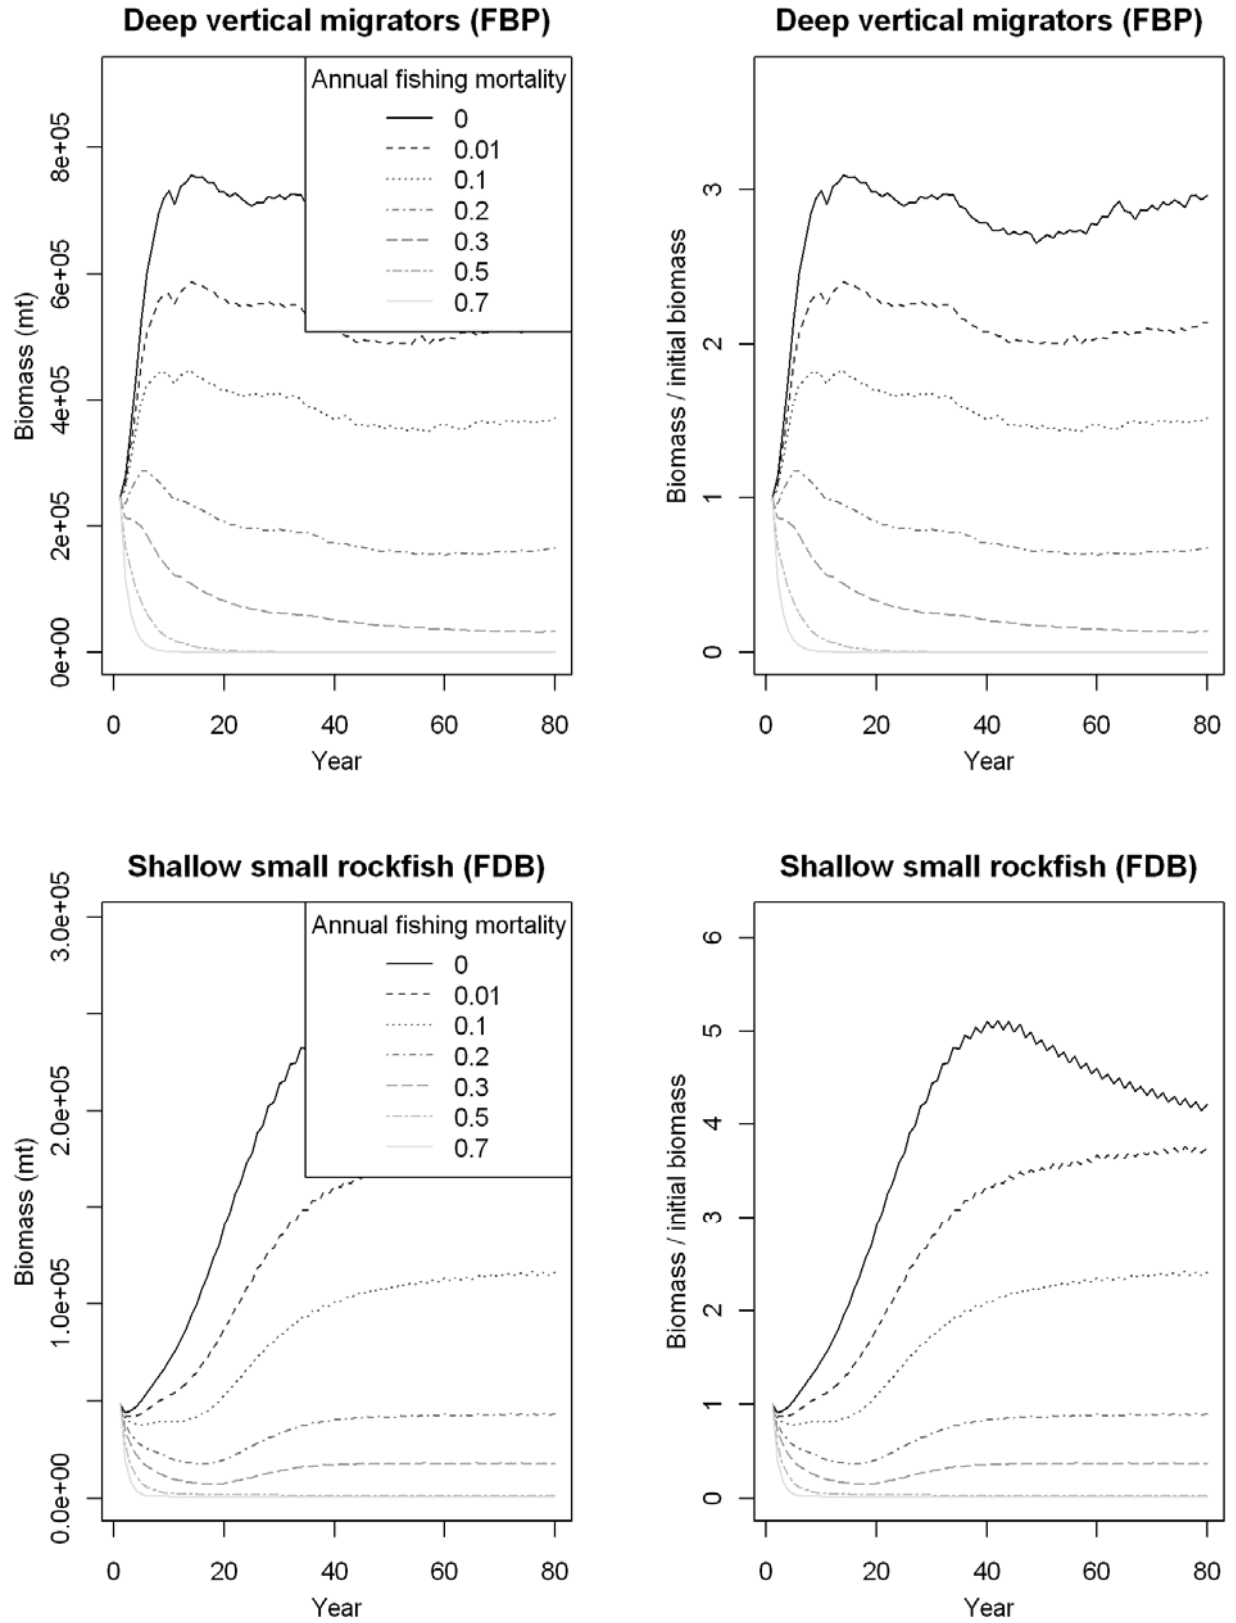 Deep vertical migrators (FBP)
Biomass (mt)
0e+00 2e+05 4e+05 6e+05 8e+05
Annual fishing mortality
0
0.01
0.1
0.2
0.3
0.5
0.7
0 20 40 60 80
Year
Deep vertical migrators (FBP)
Biomass / initial biomass
0 1 2 3
0 20 40 60 80
Year
Shallow small rockfish (FDB)
Biomass (mt)
0.0e+00 1.0e+05 2.0e+05 3.0e+05
Annual fishing mortality
0
0.01
0.1
0.2
0.3
0.5
0.7
0 20 40 60 80
Year
Shallow small rockfish (FDB)
Biomass / initial biomass
0 1 2 3 4 5 6
0 20 40 60 80
Year